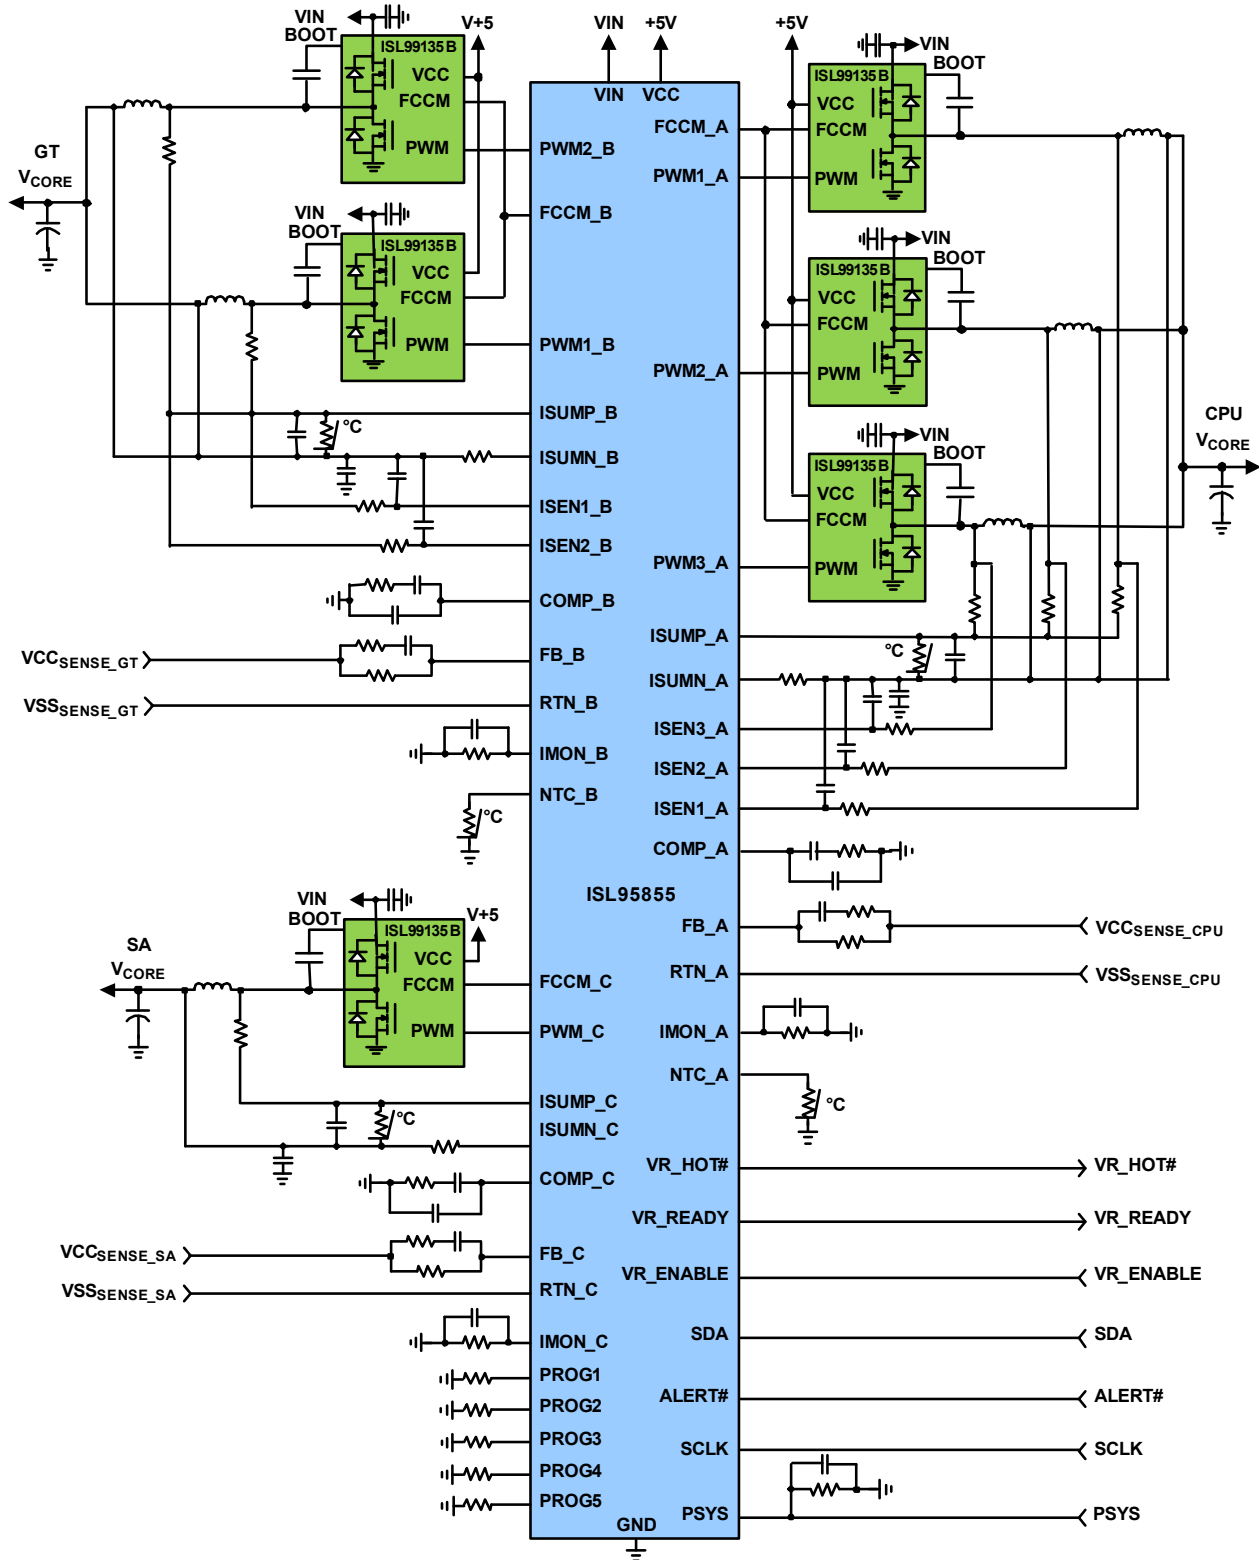 VIN
BOOT
V+5
ISL99135B
VCC
FCCM
PWM
GT
VCORE
VIN
BOOT
ISL99135B
VCC
FCCM
PWM
VIN
+5V
+5V
VIN
BOOT
ISL99135B
VCC
FCCM
PWM
VIN
BOOT
ISL99135B
VCC
FCCM
PWM
VIN
BOOT
ISL99135B
VCC
FCCM
PWM
CPU
VCORE
VIN
VCC
PWM2_B
FCCM_B
PWM1_B
ISUMP_B
°C
ISUMN_B
ISEN1_B
ISEN2_B
COMP_B
VCCSENSE_GT
FB_B
VSSSENSE_GT
RTN_B
IMON_B
NTC_B
°C
FCCM_A
PWM1_A
PWM2_A
PWM3_A
ISUMP_A
°C
ISUMN_A
ISEN3_A
ISEN2_A
ISEN1_A
COMP_A
ISL95855
FB_A
VCCSENSE_CPU
RTN_A
VSSSENSE_CPU
IMON_A
NTC_A
°C
VIN
BOOT
V+5
ISL99135B
VCC
FCCM
PWM
SA
VCORE
FCCM_C
PWM_C
ISUMP_C
°C
ISUMN_C
COMP_C
VCCSENSE_SA
FB_C
VSSSENSE_SA
RTN_C
IMON_C
PROG1
PROG2
PROG3
PROG4
PROG5
VR_HOT#
VR_HOT#
VR_READY
VR_READY
VR_ENABLE
VR_ENABLE
SDA
SDA
ALERT#
ALERT#
SCLK
SCLK
PSYS
PSYS
GND